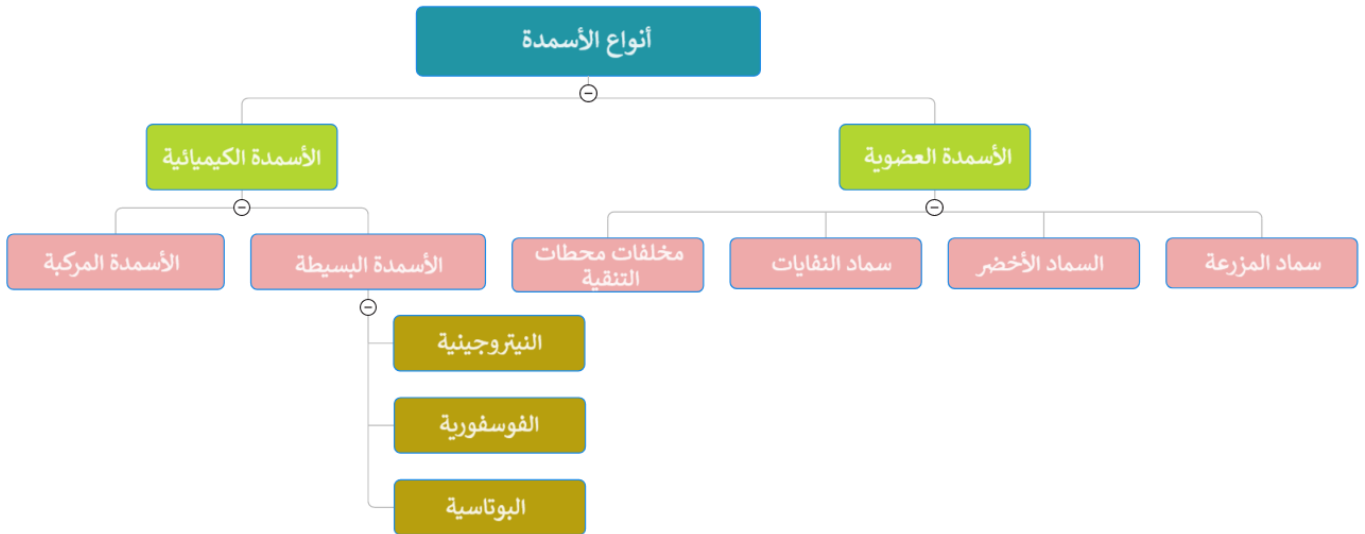 أنواع الأسمدة
الأسمدة العضوية
الأسمدة الكيميائية
سماد المزرعة
السماد الأخضر
سماد النفايات
مخلفات محطات
التنقية
الأسمدة البسيطة
الأسمدة المركبة
النيتروجينية
الفوسفورية
البوتاسية